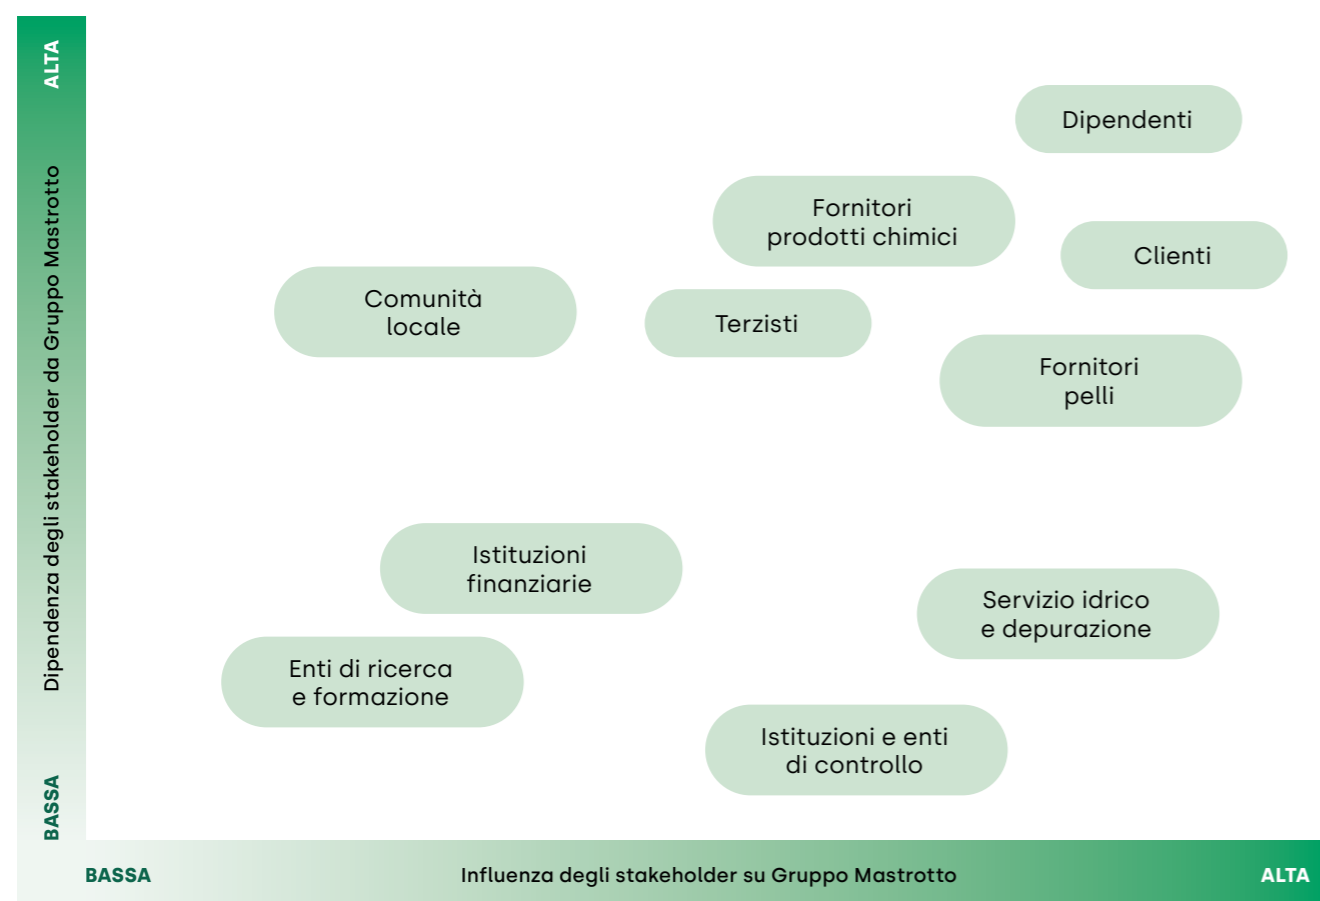 ALTA
Dipendenza degli stakeholder da Gruppo Mastrotto
BASSA
Dipendenti
Fornitori
prodotti chimici
Clienti
Comunità
locale
Terzisti
Fornitori
pelli
Istituzioni
finanziarie
Servizio idrico
e depurazione
Enti di ricerca
e formazione
Istituzioni e enti
di controllo
BASSA
Influenza degli stakeholder su Gruppo Mastrotto
ALTA